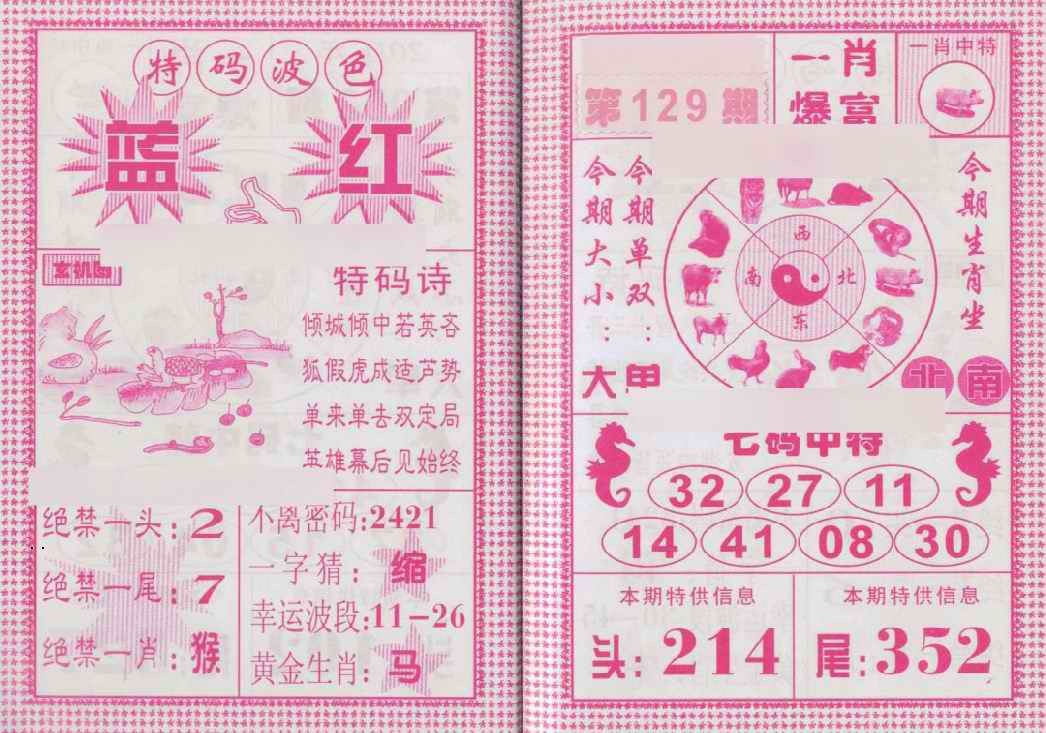 特码波色
蓝 红
玄机图
特码诗
倾城倾中若英吝
狐假虎成适芦势
单来单去双定局
英雄幕后见始终
绝禁一头:2
绝禁一尾:7
绝禁一肖:猴
不离密码:2421
一字猜:缩
幸运波段:11-26
黄金生肖:马
第129期
一肖
爆富
一肖中特
今期大小:
大
今期单双:
单
西
南 北
东
今期生肖坐
北 南
七码中特
32 27 11
14 41 08 30
本期特供信息
头:214
本期特供信息
尾:352